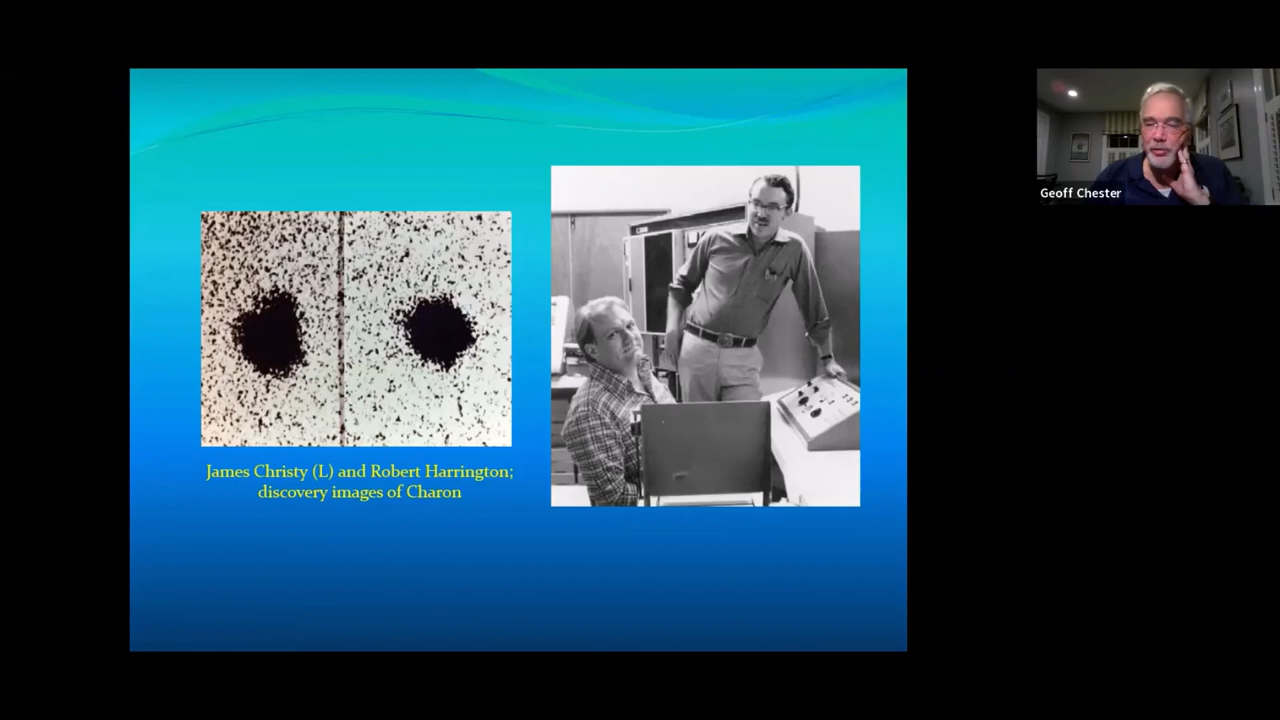 James Christy (L) and Robert Harrington;
discovery images of Charon
Geoff Chester